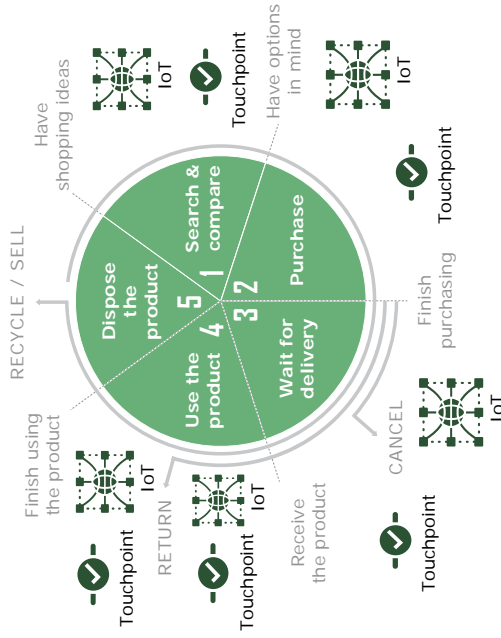 RECYCLE / SELL
Have
shopping ideas
IoT
Touchpoint
Have options
in mind
IoT
Touchpoint
Search &
compare
1
Purchase
2
Wait for
delivery
3
Use the
product
4
Dispose
the
product
5
Finish
purchasing
CANCEL
IoT
Touchpoint
Receive
the product
RETURN
IoT
Touchpoint
Finish using
the product
IoT
Touchpoint